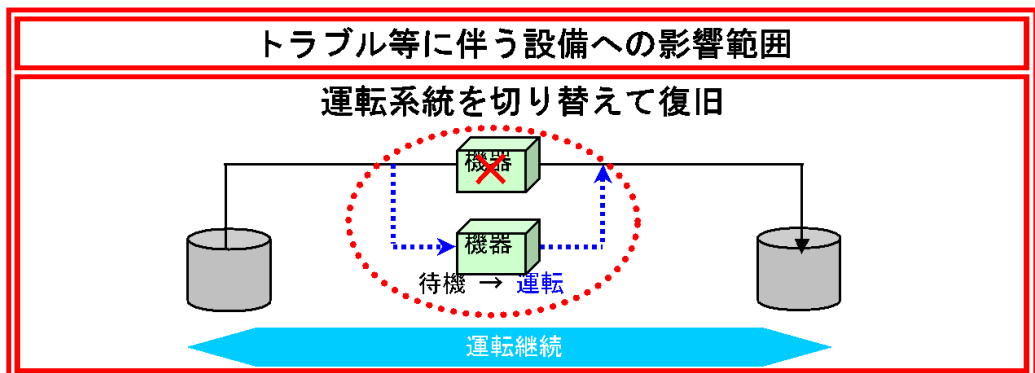 トラブル等に伴う設備への影響範囲
運転系統を切り替えて復旧
機器
機器
待機 → 運転
運転継続